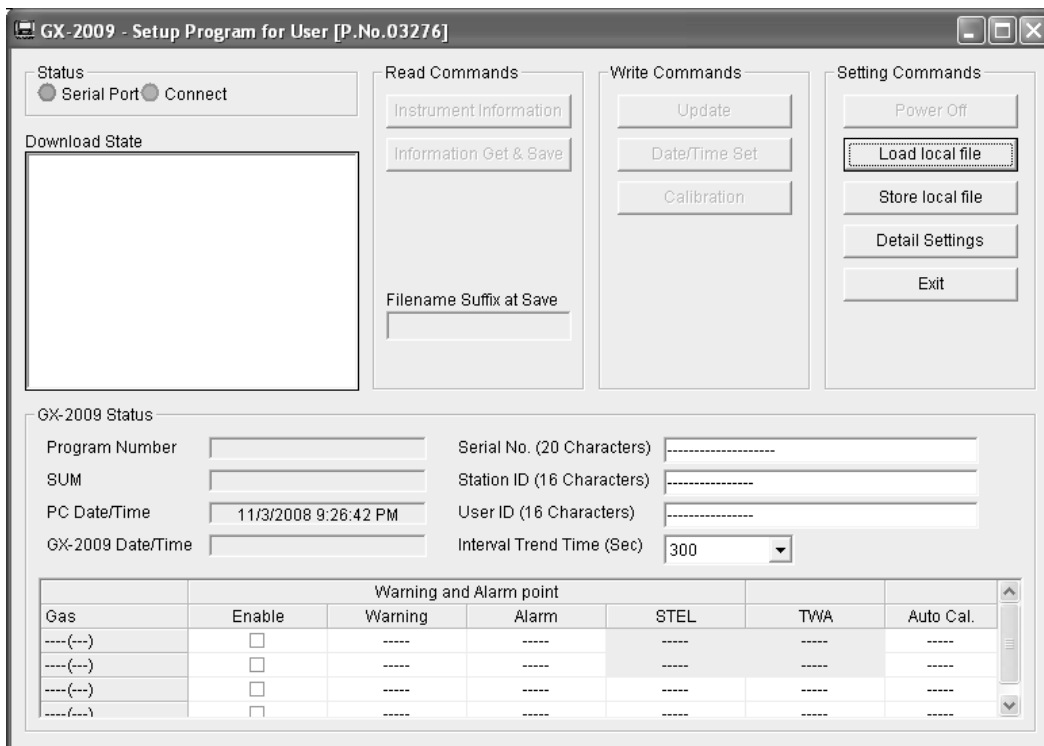 GX-2009 - Setup Program for User [P.No.03276]
Status
Serial Port Connect
Download State
Read Commands
Instrument Information
Information Get & Save
Filename Suffix at Save
Write Commands
Update
Date/Time Set
Calibration
Setting Commands
Power Off
Load local file
Store local file
Detail Settings
Exit
GX-2009 Status
Program Number
SUM
PC Date/Time 11/3/2008 9:26:42 PM
GX-2009 Date/Time
Serial No. (20 Characters) --------------------
Station ID (16 Characters) ----------------
User ID (16 Characters) ----------------
Interval Trend Time (Sec) 300
Warning and Alarm point
Gas Enable Warning Alarm STEL TWA Auto Cal.
----(---) ----- ----- ----- ----- -----
----(---) ----- ----- ----- ----- -----
----(---) ----- ----- ----- ----- -----
----(---) ----- ----- ----- ----- -----